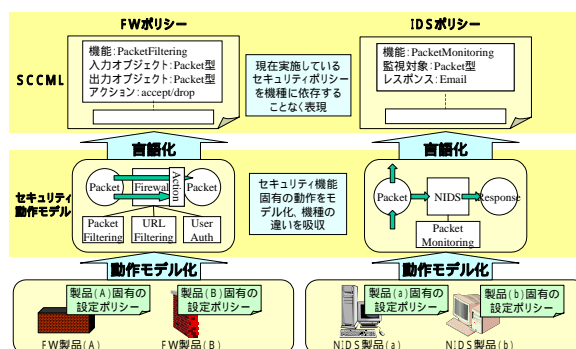 FWポリシー
IDSポリシー
SCCML
機能:PacketFiltering
入力オブジェクト:Packet型
出力オブジェクト:Packet型
アクション:accept/drop
現在実施している
セキュリティポリシー
を機種に依存する
ことなく表現
機能:PacketMonitoring
監視対象:Packet型
レスポンス:Email
言語化
言語化
セキュリティ
動作モデル
Packet
Firewal
Action
Packet
Packet
Filtering
URL
Filtering
User
Auth
セキュリティ機能
固有の動作をモ
デル化、機種の
違いを吸収
Packet
NIDS
Response
Packet
Monitoring
動作モデル化
動作モデル化
製品(A)固有の
設定ポリシー
製品(B)固有の
設定ポリシー
製品(a)固有の
設定ポリシー
製品(b)固有の
設定ポリシー
FW製品(A)
FW製品(B)
NIDS製品(a)
NIDS製品(b)